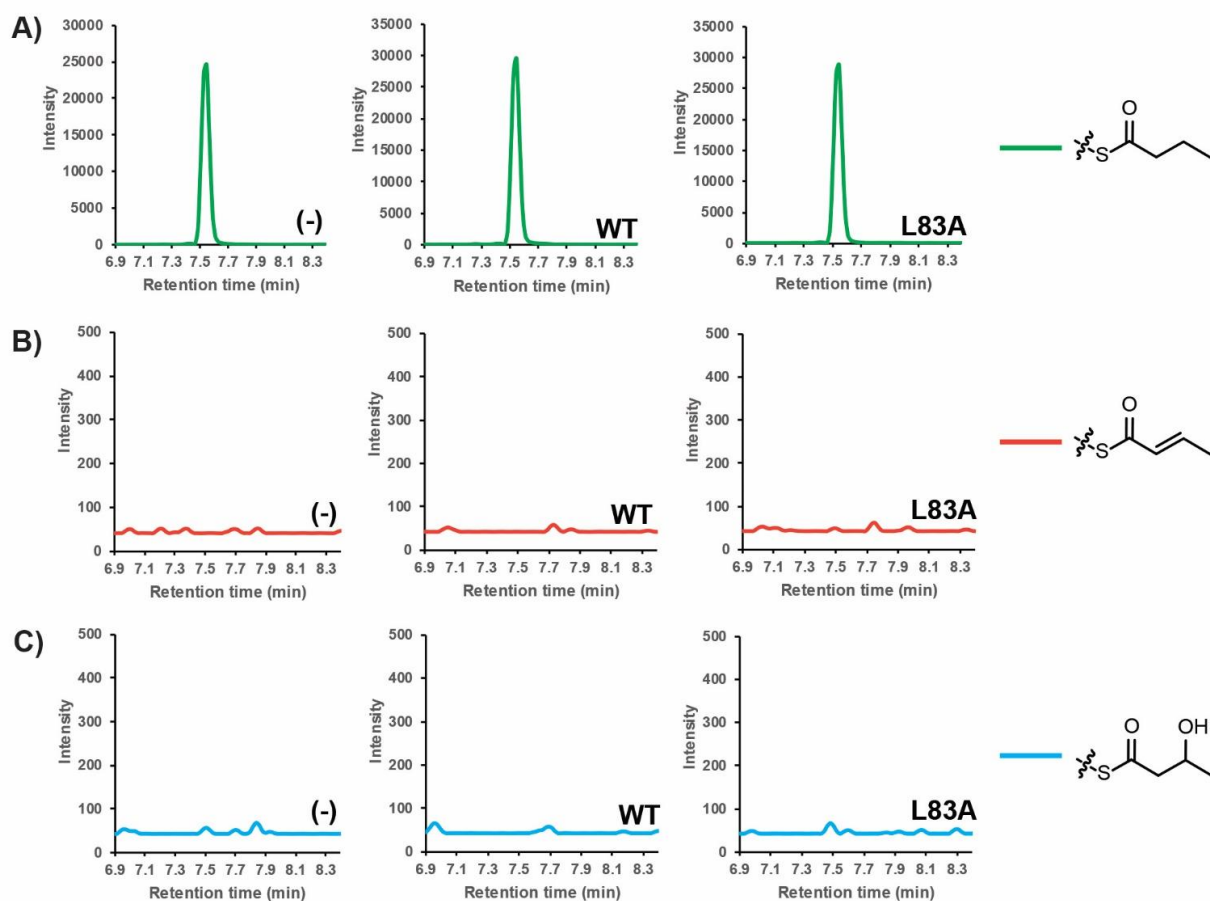 A)
30000
25000
20000
15000
10000
5000
0
Intensity
6.9 7.1 7.3 7.5 7.7 7.9 8.1 8.3
Retention time (min)
(-)
35000
30000
25000
20000
15000
10000
5000
0
Intensity
6.9 7.1 7.3 7.5 7.7 7.9 8.1 8.3
Retention time (min)
WT
35000
30000
25000
20000
15000
10000
5000
0
Intensity
6.9 7.1 7.3 7.5 7.7 7.9 8.1 8.3
Retention time (min)
L83A
O
S
B)
500
400
300
200
100
0
Intensity
6.9 7.1 7.3 7.5 7.7 7.9 8.1 8.3
Retention time (min)
(-)
500
400
300
200
100
0
Intensity
6.9 7.1 7.3 7.5 7.7 7.9 8.1 8.3
Retention time (min)
WT
500
400
300
200
100
0
Intensity
6.9 7.1 7.3 7.5 7.7 7.9 8.1 8.3
Retention time (min)
L83A
O
S
C)
500
400
300
200
100
0
Intensity
6.9 7.1 7.3 7.5 7.7 7.9 8.1 8.3
Retention time (min)
(-)
500
400
300
200
100
0
Intensity
6.9 7.1 7.3 7.5 7.7 7.9 8.1 8.3
Retention time (min)
WT
500
400
300
200
100
0
Intensity
6.9 7.1 7.3 7.5 7.7 7.9 8.1 8.3
Retention time (min)
L83A
O OH
S